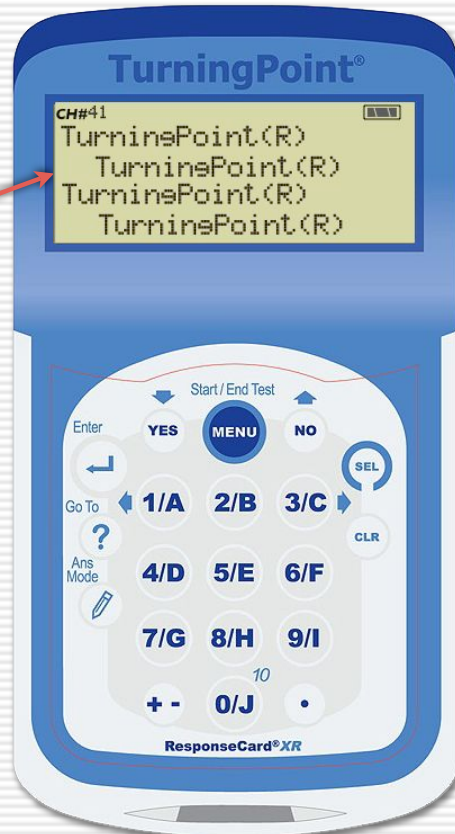 TurningPoint®
CH#41
TurningPoint(R)
TurningPoint(R)
TurningPoint(R)
TurningPoint(R)
Start / End Test
Enter
YES
MENU
NO
SEL
Go To
1/A
2/B
3/C
?
CLR
Ans
Mode
4/D
5/E
6/F
7/G
8/H
9/I
10
+ -
0/J
•
ResponseCard®XR